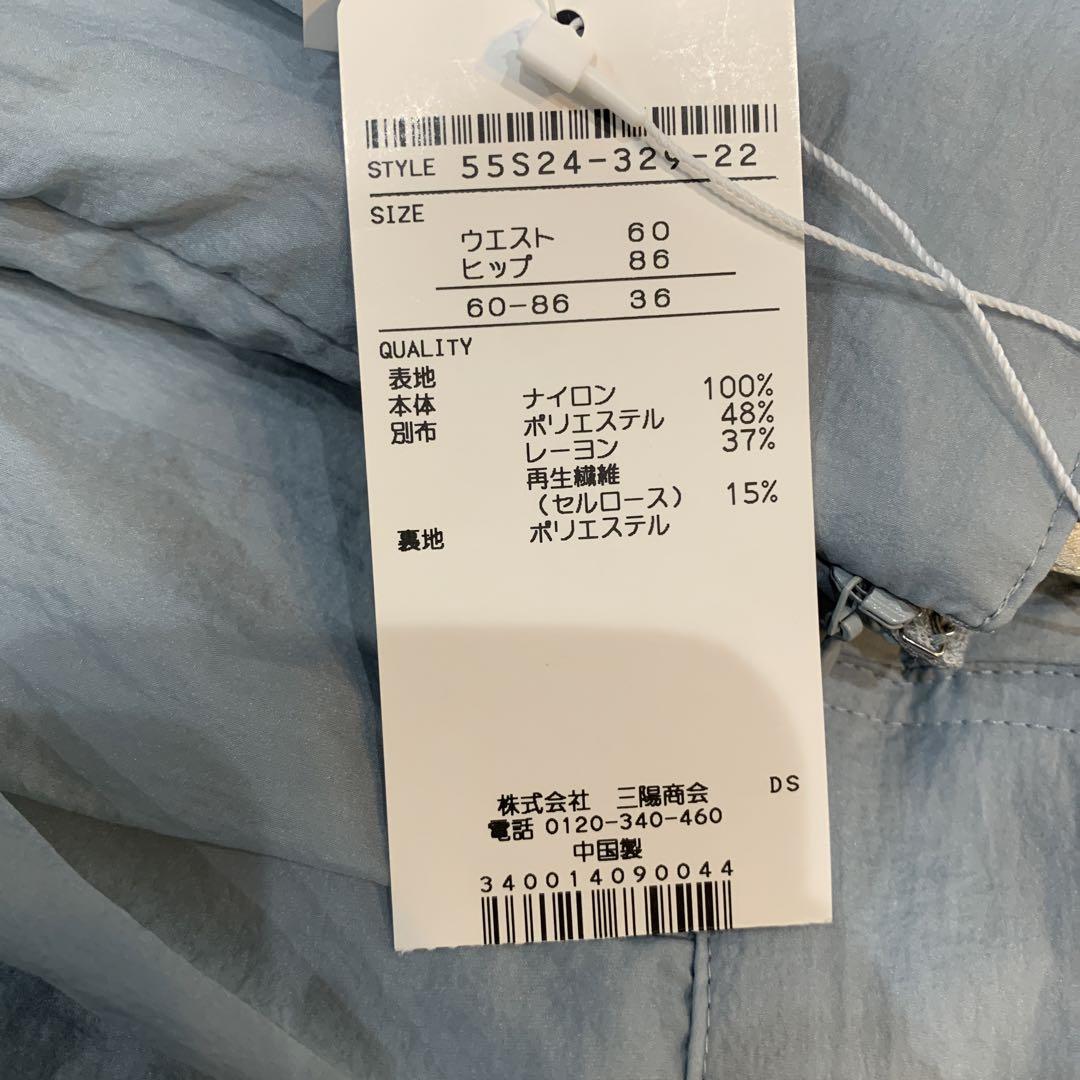 STYLE 55S24-329-22
SIZE
ウエスト 60
ヒップ 86
60-86 36
QUALITY
表地
本体 ナイロン 100%
別布 ポリエステル 48%
レーヨン 37%
再生繊維
(セルロース) 15%
裏地 ポリエステル
株式会社 三陽商会 DS
電話 0120-340-460
中国製
340014090044